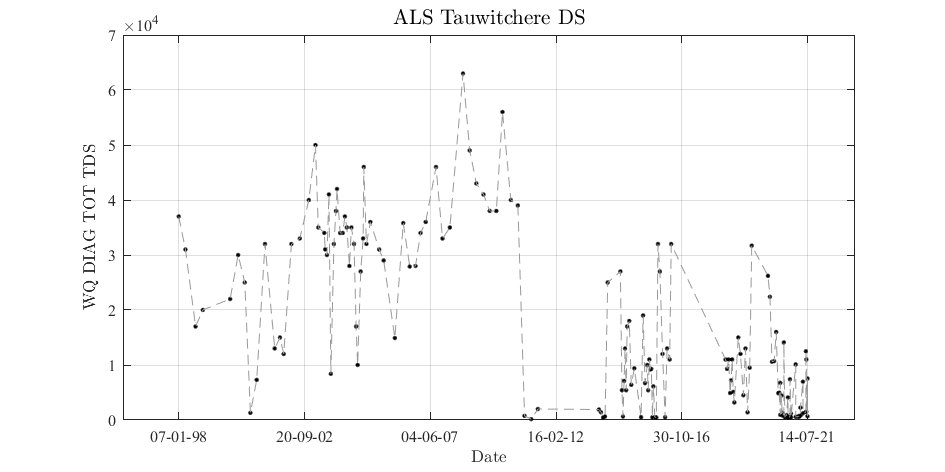 ALS Tauwitchere DS
×10⁴
7
6
5
4
3
2
1
0
WQ DIAG TOT TDS
07-01-98 20-09-02 04-06-07 16-02-12 30-10-16 14-07-21
Date